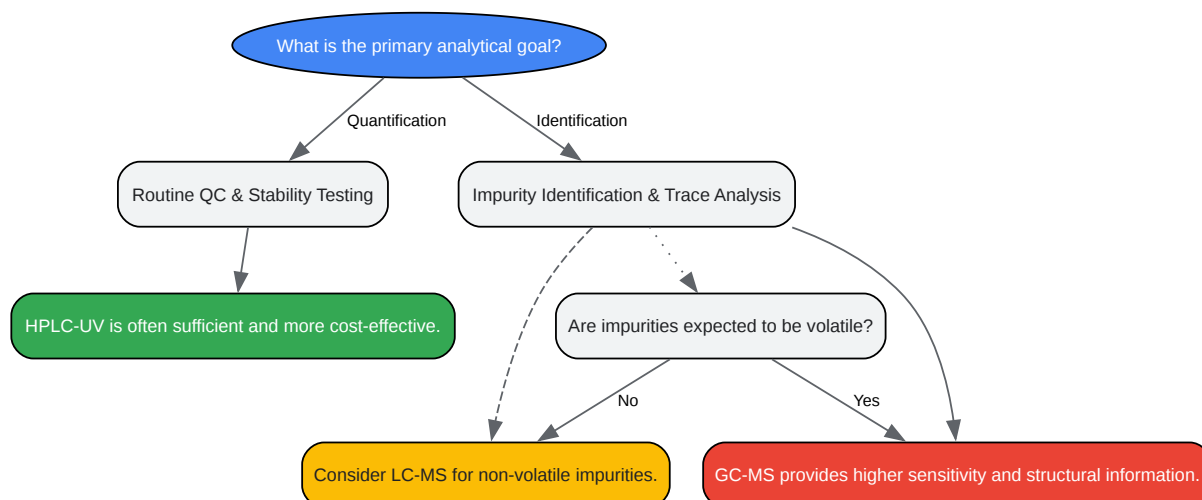 What is the primary analytical goal?
Quantification
Identification
Routine QC & Stability Testing
Impurity Identification & Trace Analysis
HPLC-UV is often sufficient and more cost-effective.
Are impurities expected to be volatile?
No
Yes
Consider LC-MS for non-volatile impurities.
GC-MS provides higher sensitivity and structural information.